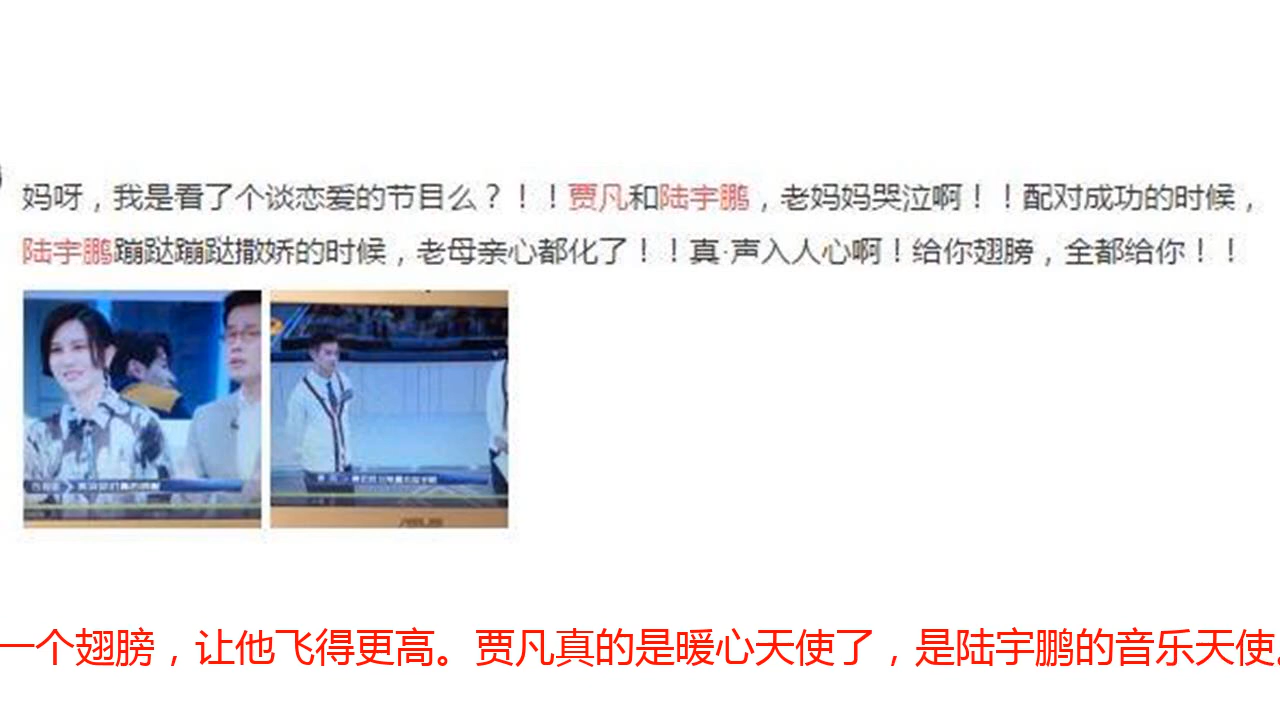 妈呀，我是看了个谈恋爱的节目么？！！贾凡和陆宇鹏，老妈妈哭泣啊！！配对成功的时候，
陆宇鹏蹦跶蹦跶撒娇的时候，老母亲心都化了！！真·声入人心啊！给你翅膀，全都给你！！
一个翅膀，让他飞得更高。贾凡真的是暖心天使了，是陆宇鹏的音乐天使。